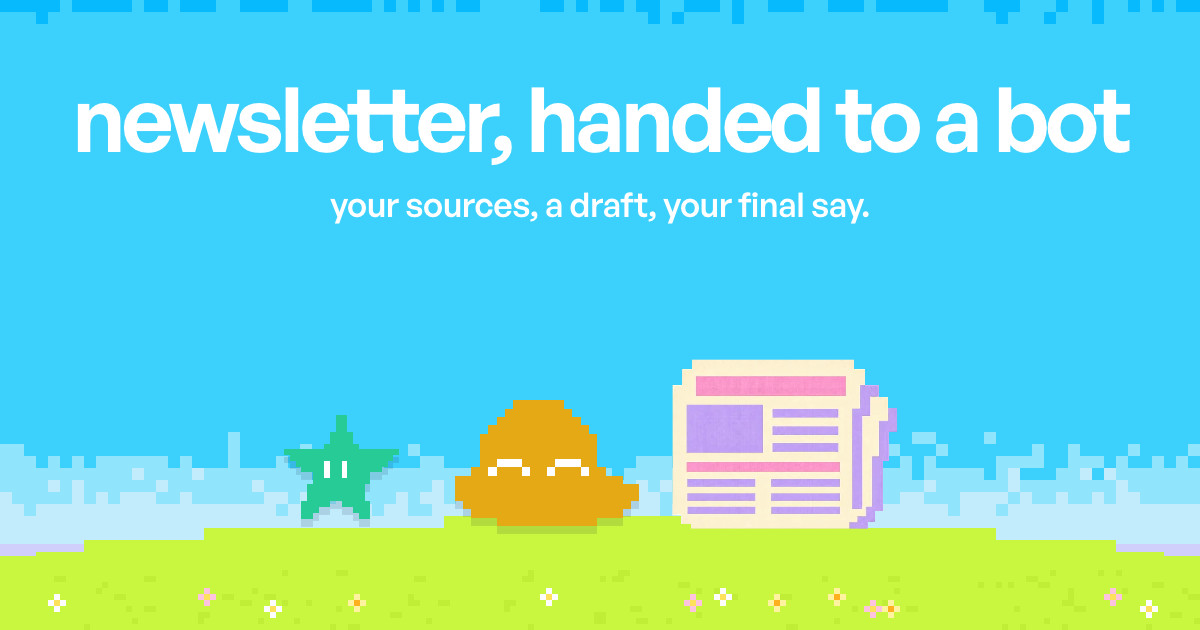 newsletter, handed to a bot
your sources, a draft, your final say.